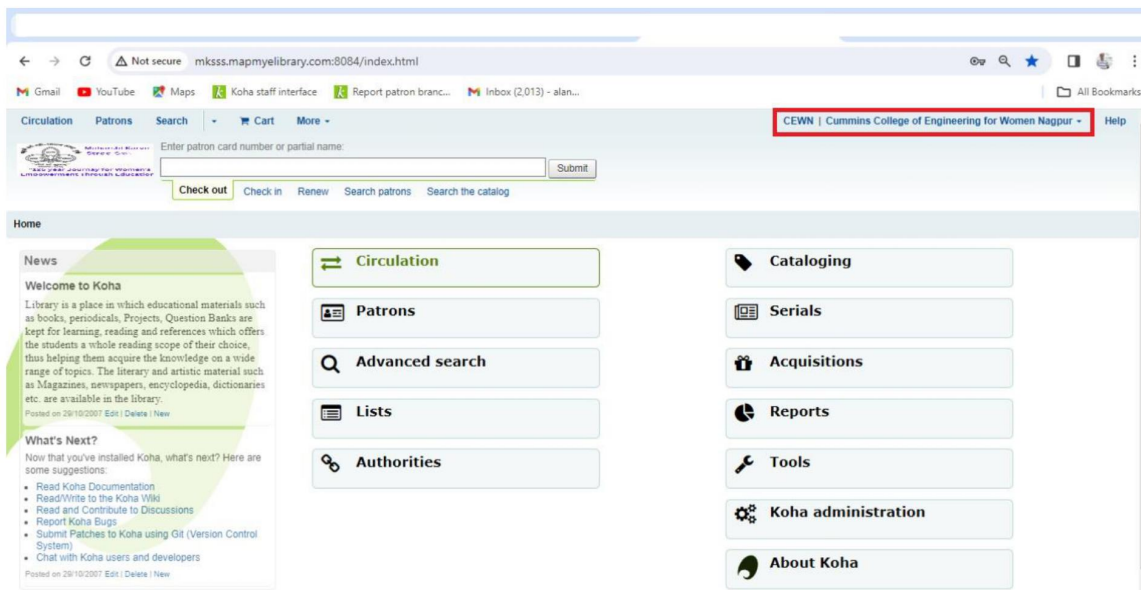 Not secure mksss.mapmyelibrary.com:8084/index.html
Gmail YouTube Maps Koha staff interface Report patron branc... Inbox (2,013) - alan... All Bookmarks
Circulation Patrons Search Cart More CEWN | Cummins College of Engineering for Women Nagpur Help
Enter patron card number or partial name:
Submit
Check out Check in Renew Search patrons Search the catalog
Home
News
Welcome to Koha
Library is a place in which educational materials such
as books, periodicals, Projects, Question Banks are
kept for learning, reading and references which offers
the students a whole reading scope of their choice,
thus helping them acquire the knowledge on a wide
range of topics. The literary and artistic material such
as Magazines, newspapers, encyclopedia, dictionaries
etc. are available in the library.
Posted on 29/10/2007 Edit | Delete | New
What's Next?
Now that you've installed Koha, what's next? Here are
some suggestions:
Read Koha Documentation
Read/Write to the Koha Wiki
Read and Contribute to Discussions
Report Koha Bugs
Submit Patches to Koha using Git (Version Control
System)
Chat with Koha users and developers
Posted on 29/10/2007 Edit | Delete | New
Circulation
Patrons
Advanced search
Lists
Authorities
Cataloging
Serials
Acquisitions
Reports
Tools
Koha administration
About Koha